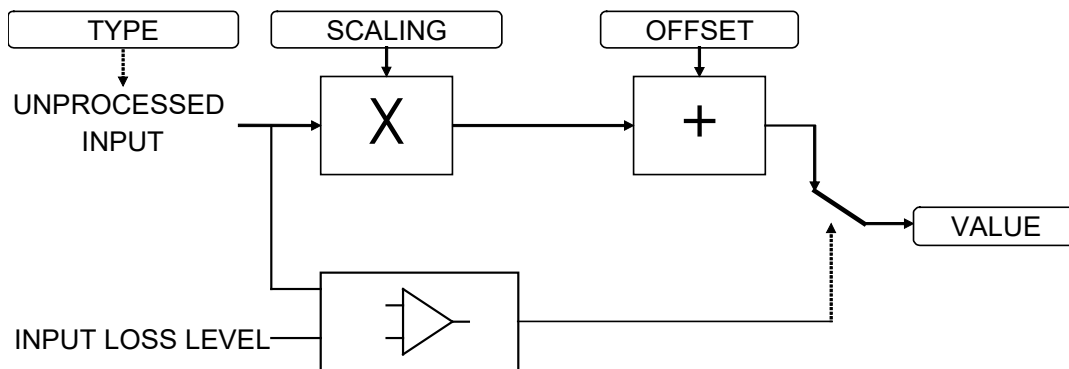 TYPE
SCALING
OFFSET
UNPROCESSED
INPUT
X
+
VALUE
INPUT LOSS LEVEL